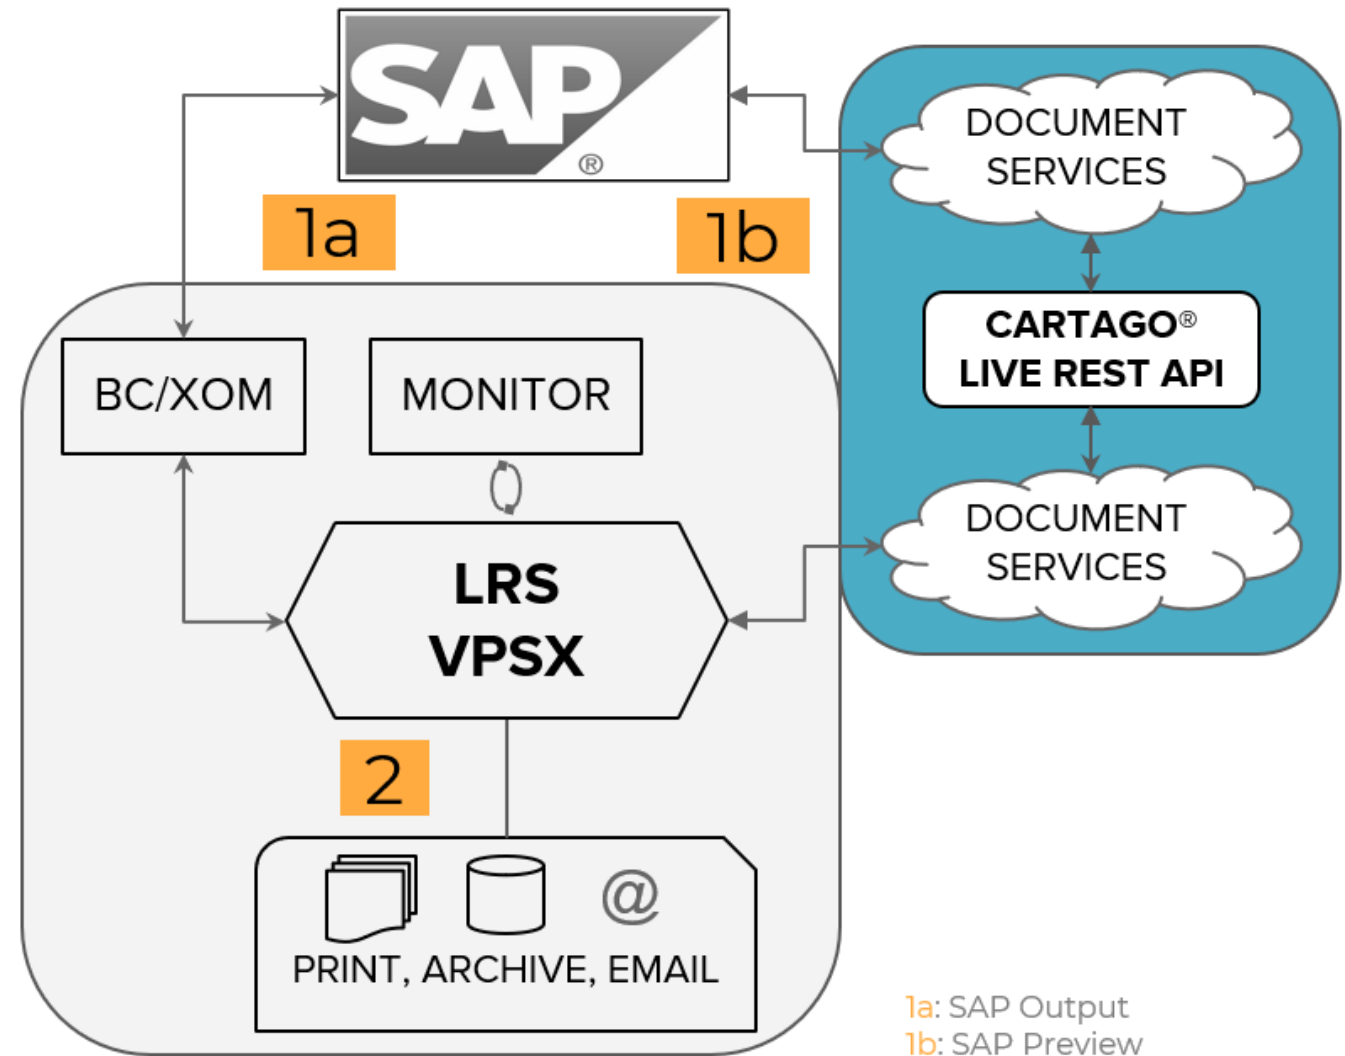 SAP
®
1a
1b
DOCUMENT
SERVICES
CARTAGO®
LIVE REST API
BC/XOM
MONITOR
DOCUMENT
SERVICES
LRS
VPSX
2
@
PRINT, ARCHIVE, EMAIL
1a: SAP Output
1b: SAP Preview